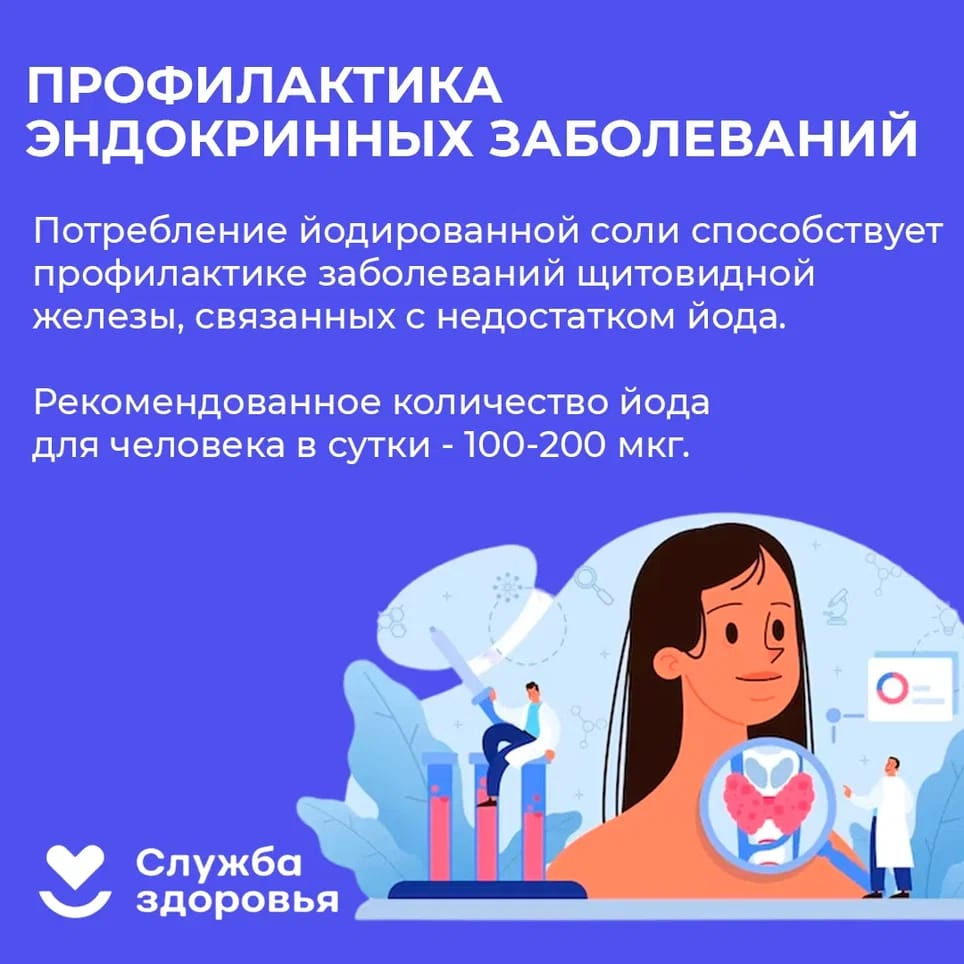 ПРОФИЛАКТИКА
ЭНДОКРИННЫХ ЗАБОЛЕВАНИЙ
Потребление йодированной соли способствует
профилактике заболеваний щитовидной
железы, связанных с недостатком йода.
Рекомендованное количество йода
для человека в сутки - 100-200 мкг.
Служба
здоровья